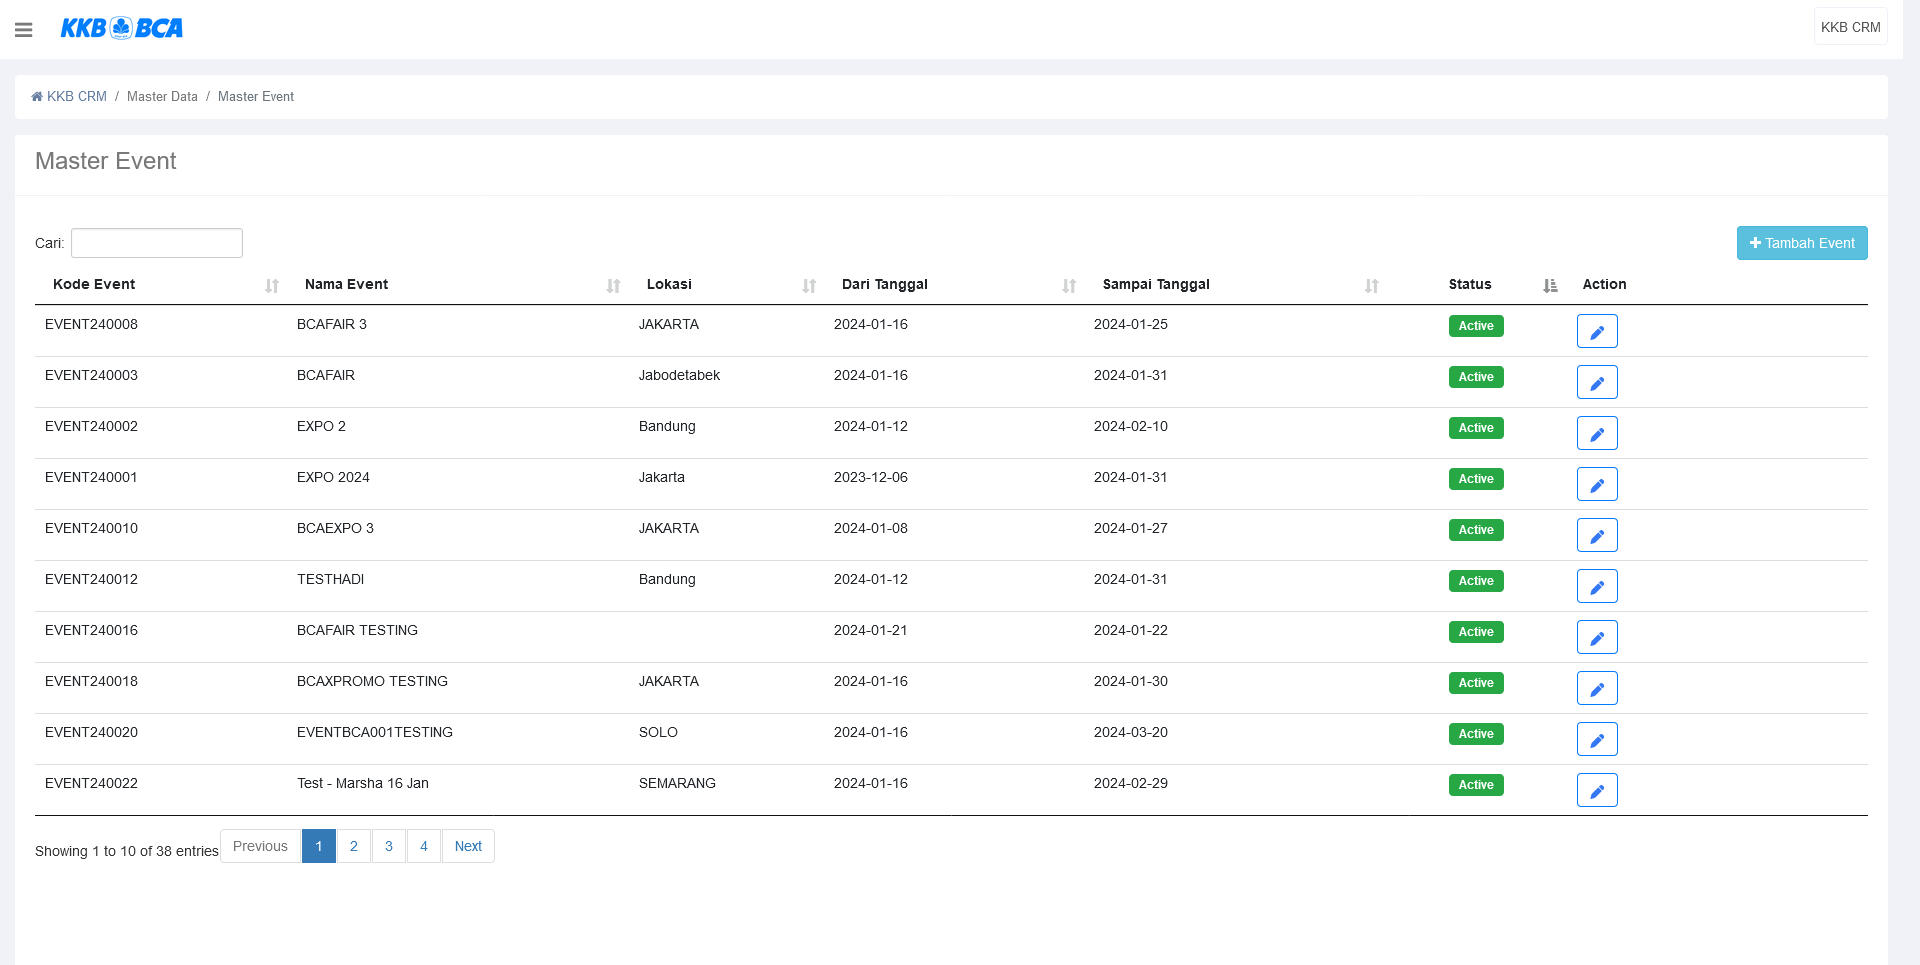 KKB BCA
KKB CRM
KKB CRM / Master Data / Master Event
Master Event
Cari:
+ Tambah Event
Kode Event Nama Event Lokasi Dari Tanggal Sampai Tanggal Status Action
EVENT240008 BCAFAIR 3 JAKARTA 2024-01-16 2024-01-25 Active
EVENT240003 BCAFAIR Jabodetabek 2024-01-16 2024-01-31 Active
EVENT240002 EXPO 2 Bandung 2024-01-12 2024-02-10 Active
EVENT240001 EXPO 2024 Jakarta 2023-12-06 2024-01-31 Active
EVENT240010 BCAEXPO 3 JAKARTA 2024-01-08 2024-01-27 Active
EVENT240012 TESTHADI Bandung 2024-01-12 2024-01-31 Active
EVENT240016 BCAFAIR TESTING 2024-01-21 2024-01-22 Active
EVENT240018 BCAXPROMO TESTING JAKARTA 2024-01-16 2024-01-30 Active
EVENT240020 EVENTBCA001TESTING SOLO 2024-01-16 2024-03-20 Active
EVENT240022 Test - Marsha 16 Jan SEMARANG 2024-01-16 2024-02-29 Active
Showing 1 to 10 of 38 entries Previous 1 2 3 4 Next